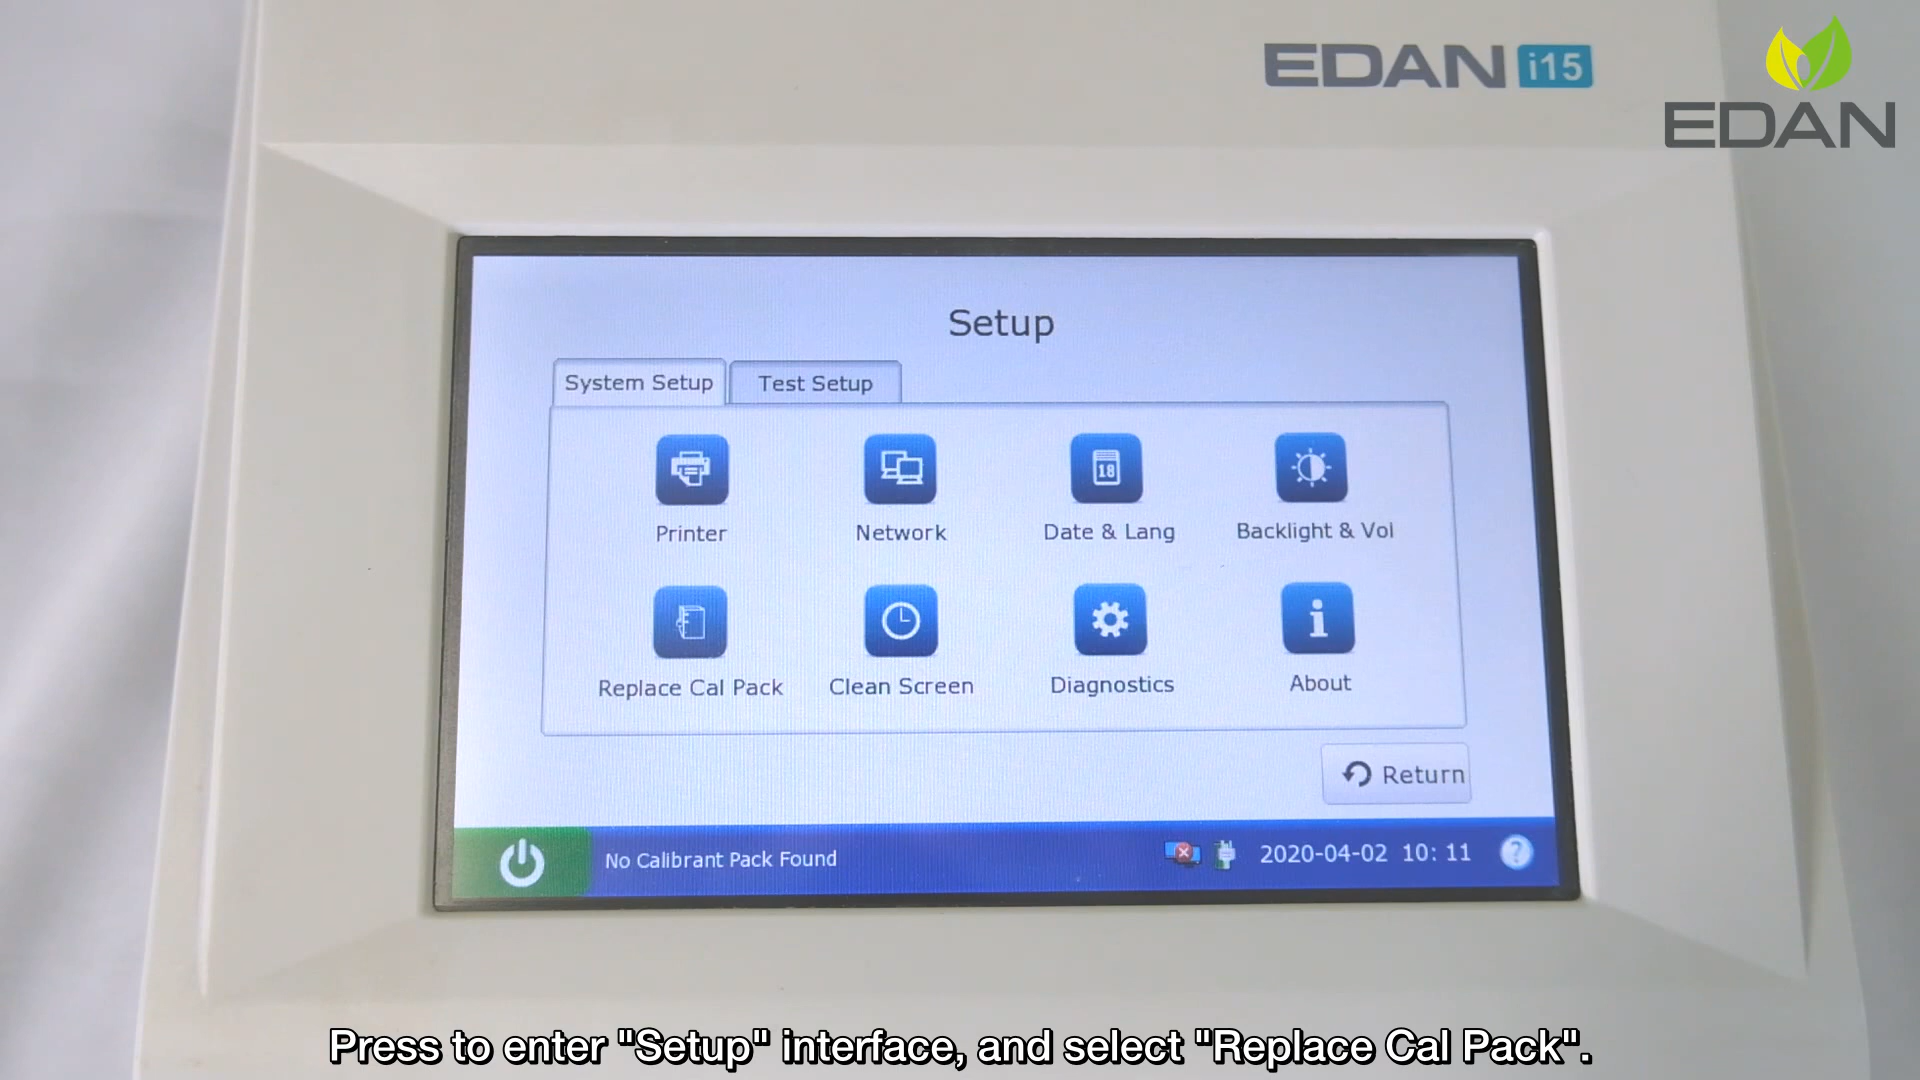 EDAN i15
EDAN
Setup
System Setup
Test Setup
18
Printer
Network
Date & Lang
Backlight & Vol
Replace Cal Pack
Clean Screen
Diagnostics
About
Return
No Calibrant Pack Found
2020-04-02 10:11
?
Press to enter "Setup" interface, and select "Replace Cal Pack".